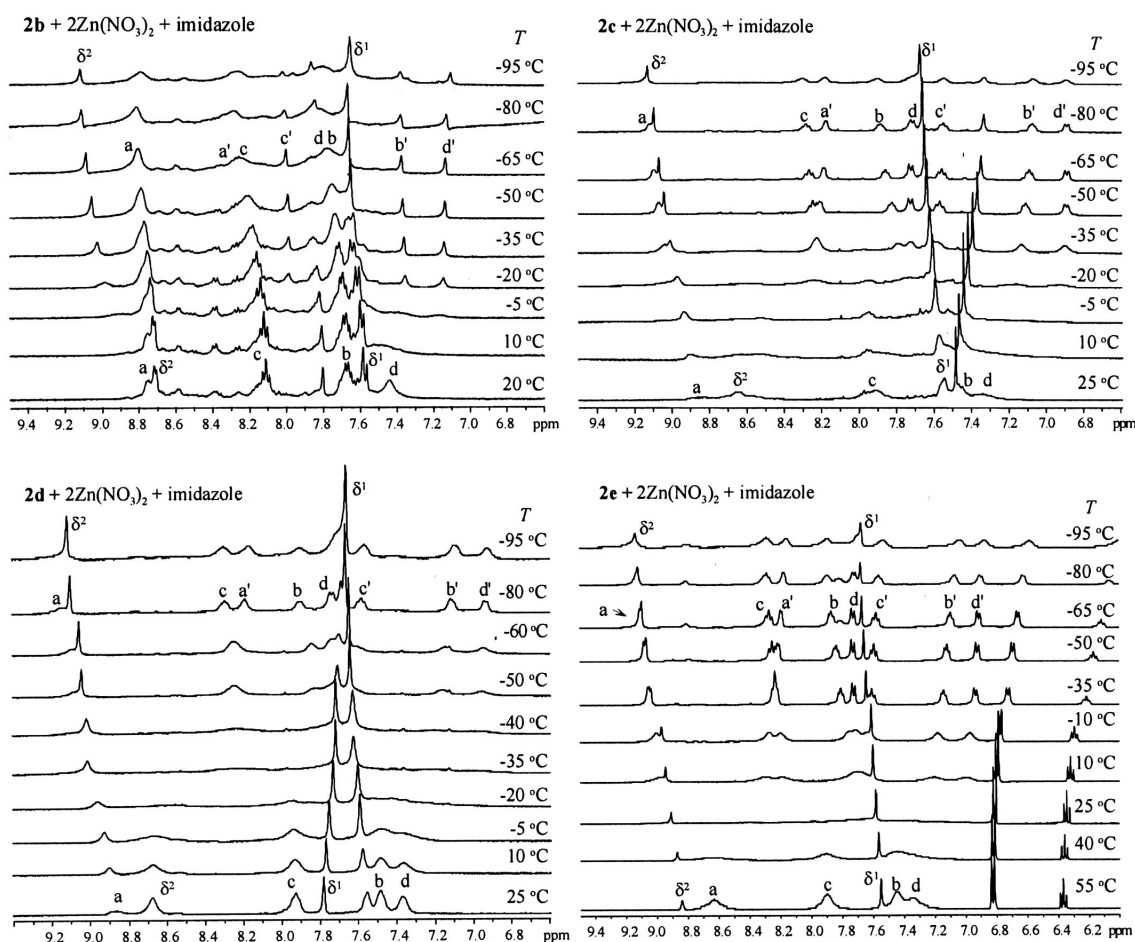 2b + 2Zn(NO₃)₂ + imidazole
T
δ² δ¹ -95 °C
-80 °C
a a' c c' d b b' d' -65 °C
-50 °C
-35 °C
-20 °C
-5 °C
10 °C
a δ² c b δ¹ d 20 °C
9.2 9.0 8.8 8.6 8.4 8.2 8.0 7.8 7.6 7.4 7.2 7.0 6.8 ppm
2c + 2Zn(NO₃)₂ + imidazole
T
δ² δ¹ -95 °C
a c a' b d c' b' d' -80 °C
-65 °C
-50 °C
-35 °C
-20 °C
-5 °C
10 °C
a δ² c δ¹ b d 25 °C
9.5 9.4 9.2 9.0 8.8 8.6 8.4 8.2 8.0 7.8 7.6 7.4 7.2 7.0 6.8 ppm
2d + 2Zn(NO₃)₂ + imidazole
T
δ² δ¹ -95 °C
a c a' b d c' b' d' -80 °C
-60 °C
-50 °C
-40 °C
-35 °C
-20 °C
-5 °C
10 °C
a δ² c δ¹ b d 25 °C
9.2 9.0 8.8 8.6 8.4 8.2 8.0 7.8 7.6 7.4 7.2 7.0 6.8 ppm
2e + 2Zn(NO₃)₂ + imidazole
T
δ² δ¹ -95 °C
-80 °C
a c a' b d c' b' d' -65 °C
-50 °C
-35 °C
-10 °C
10 °C
25 °C
40 °C
δ² a c δ¹ b d 55 °C
9.5 9.4 9.2 9.0 8.8 8.6 8.4 8.2 8.0 7.8 7.6 7.4 7.2 7.0 6.8 6.6 6.4 6.2 ppm